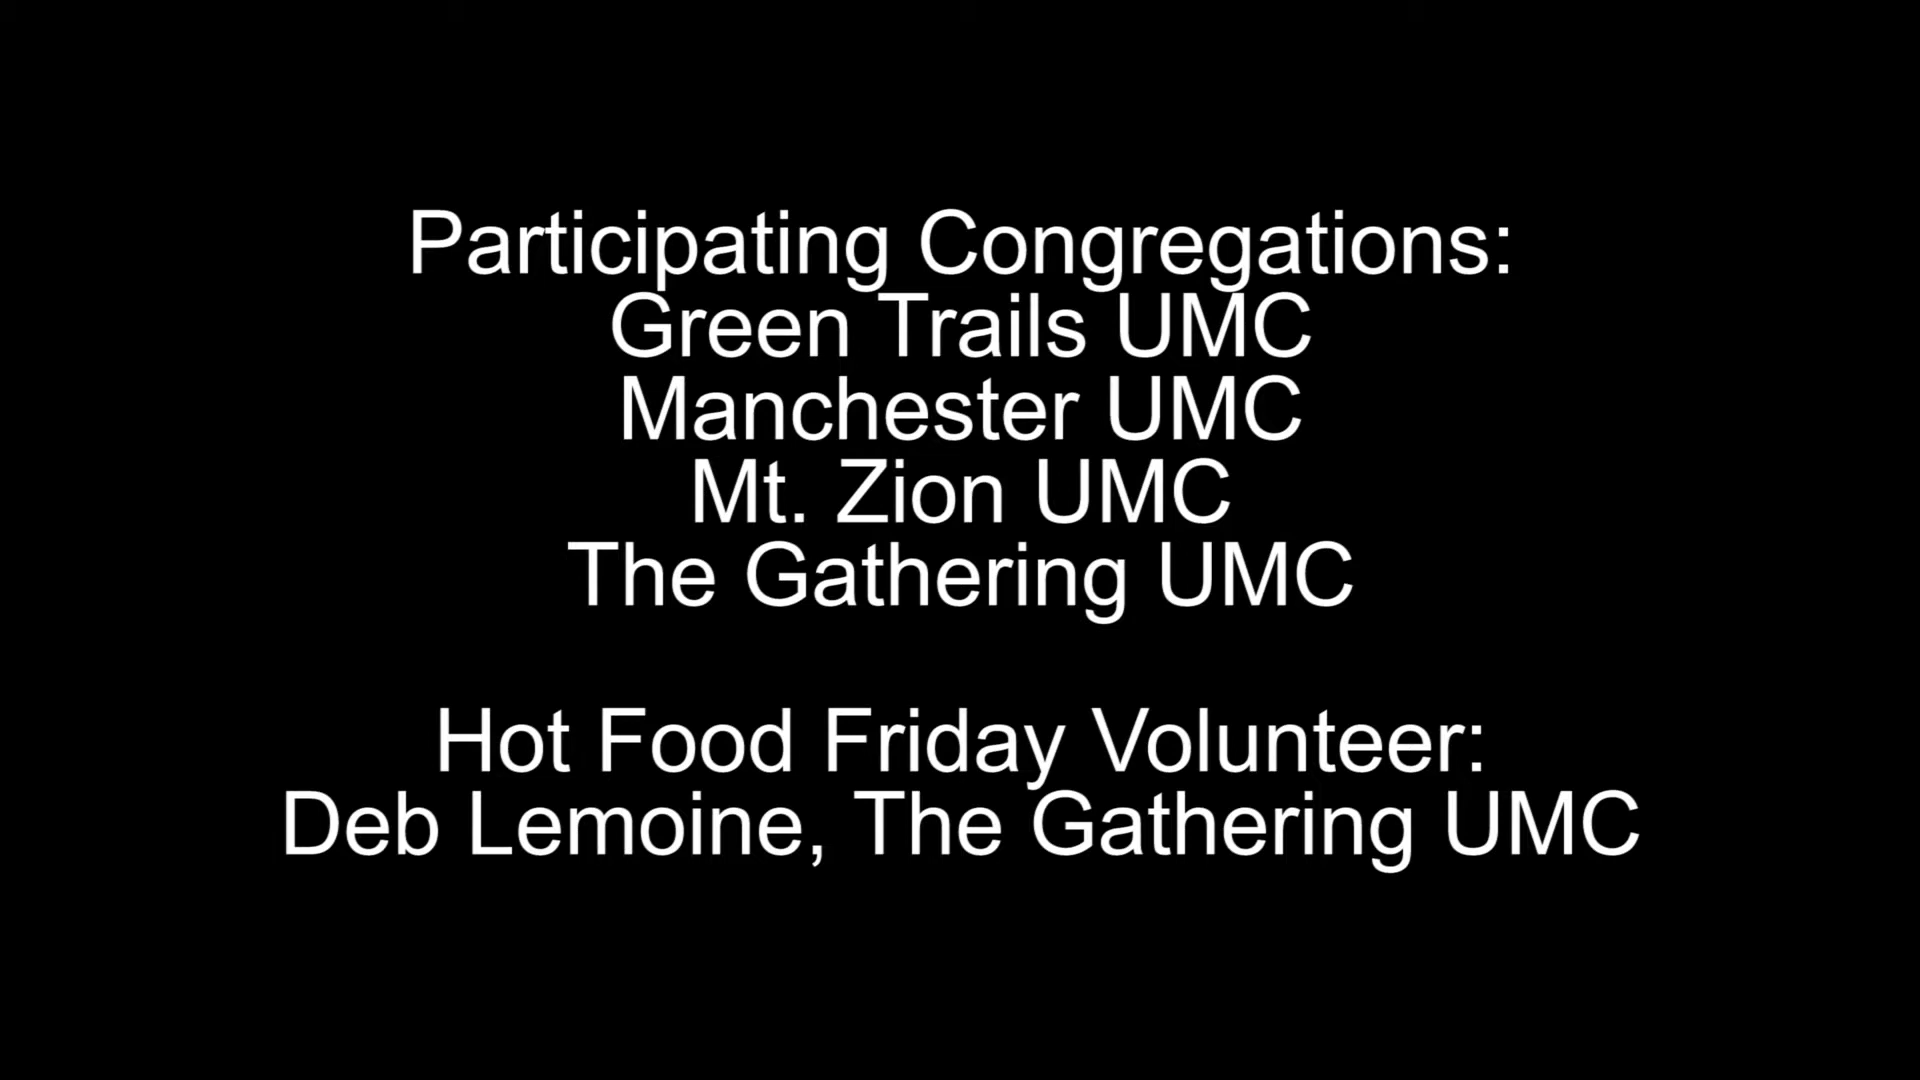 Participating Congregations:
Green Trails UMC
Manchester UMC
Mt. Zion UMC
The Gathering UMC
Hot Food Friday Volunteer:
Deb Lemoine, The Gathering UMC